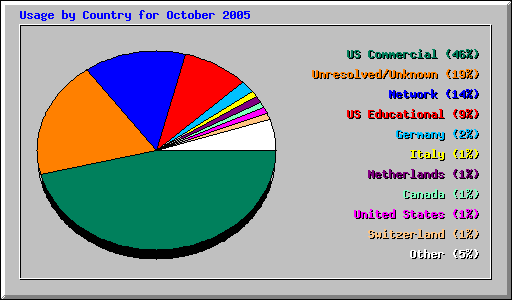 Usage by Country for October 2005
US Commercial (46%)
Unresolved/Unknown (19%)
Network (14%)
US Educational (9%)
Germany (2%)
Italy (1%)
Netherlands (1%)
Canada (1%)
United States (1%)
Switzerland (1%)
Other (5%)